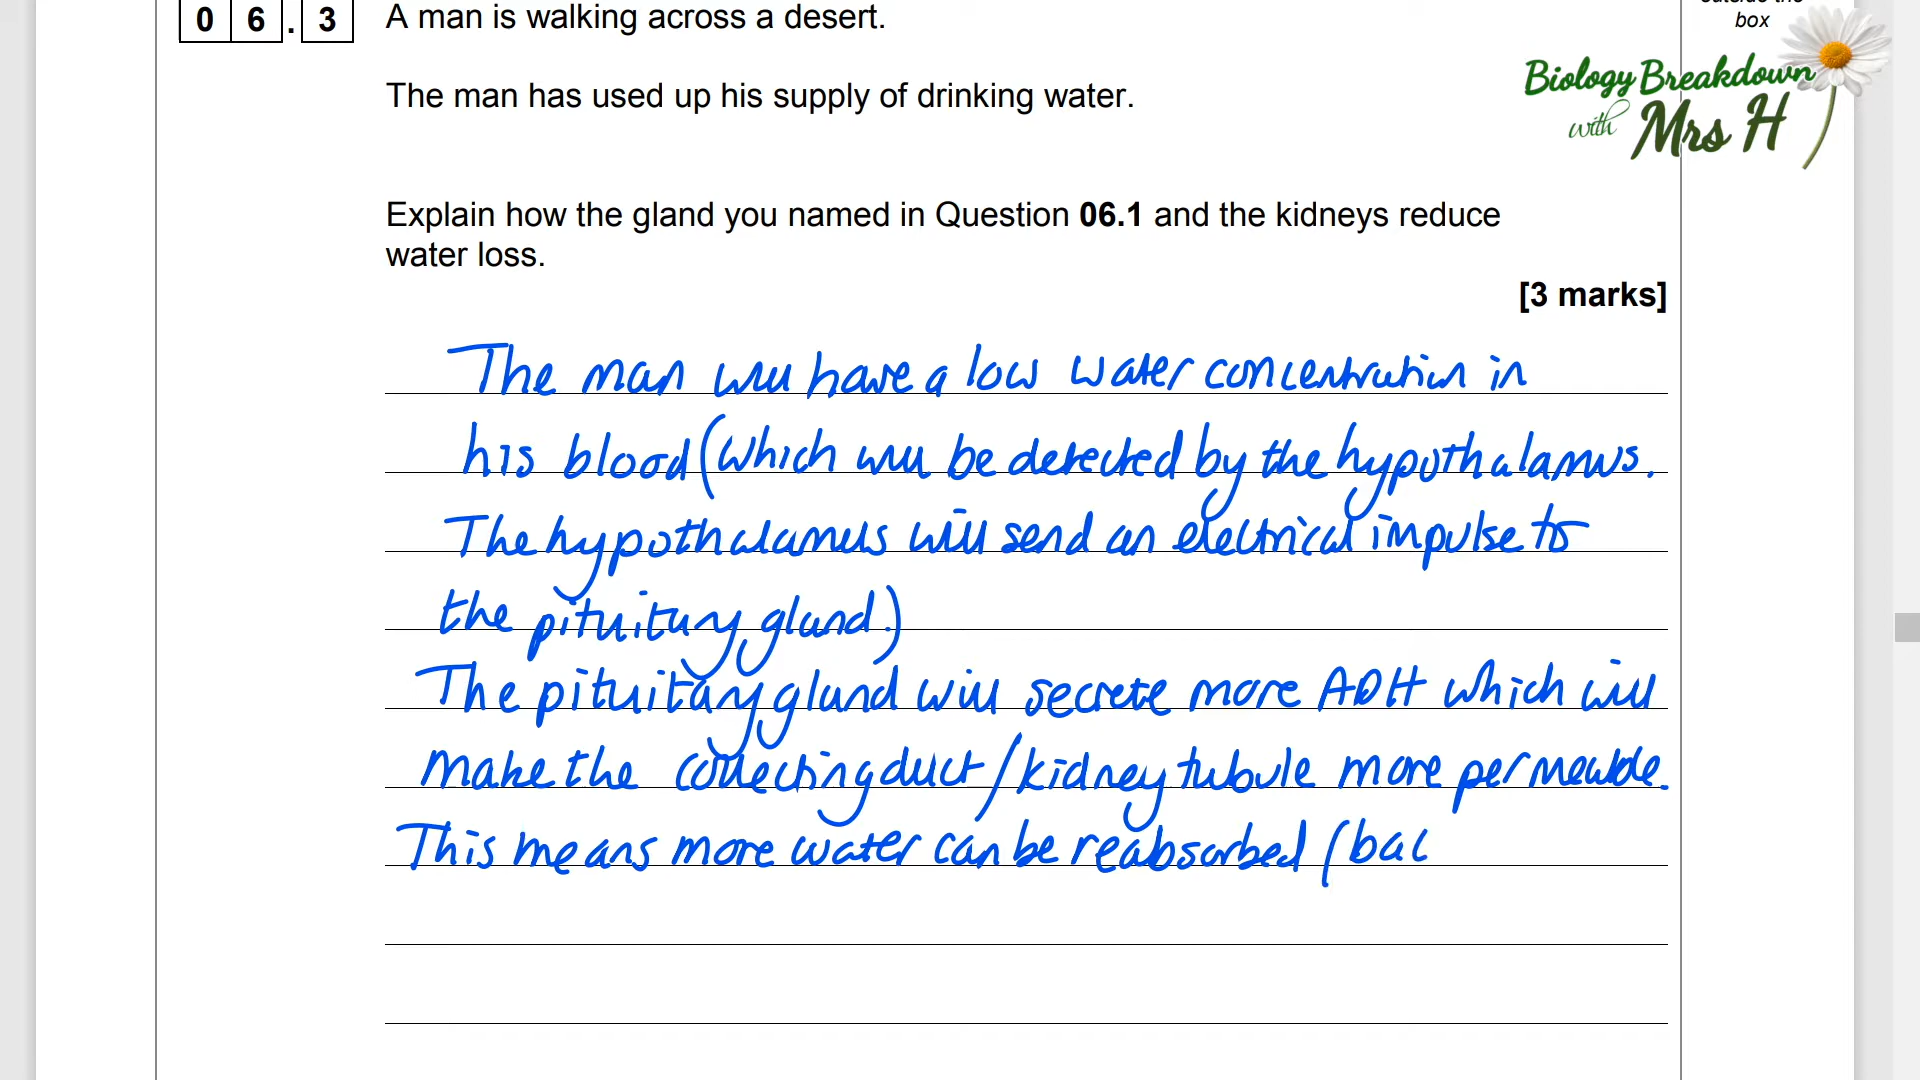 outside the
box
06.3 A man is walking across a desert.
Biology Breakdown
with Mrs H
The man has used up his supply of drinking water.
Explain how the gland you named in Question 06.1 and the kidneys reduce
water loss.
[3 marks]
The man will have a low water concentration in
his blood (which will be detected by the hypothalamus.
The hypothalamus will send an electrical impulse to
the pituitary gland.)
The pituitary gland will secrete more ADH which will
make the collecting duct / kidney tubule more permeable.
This means more water can be reabsorbed (bac